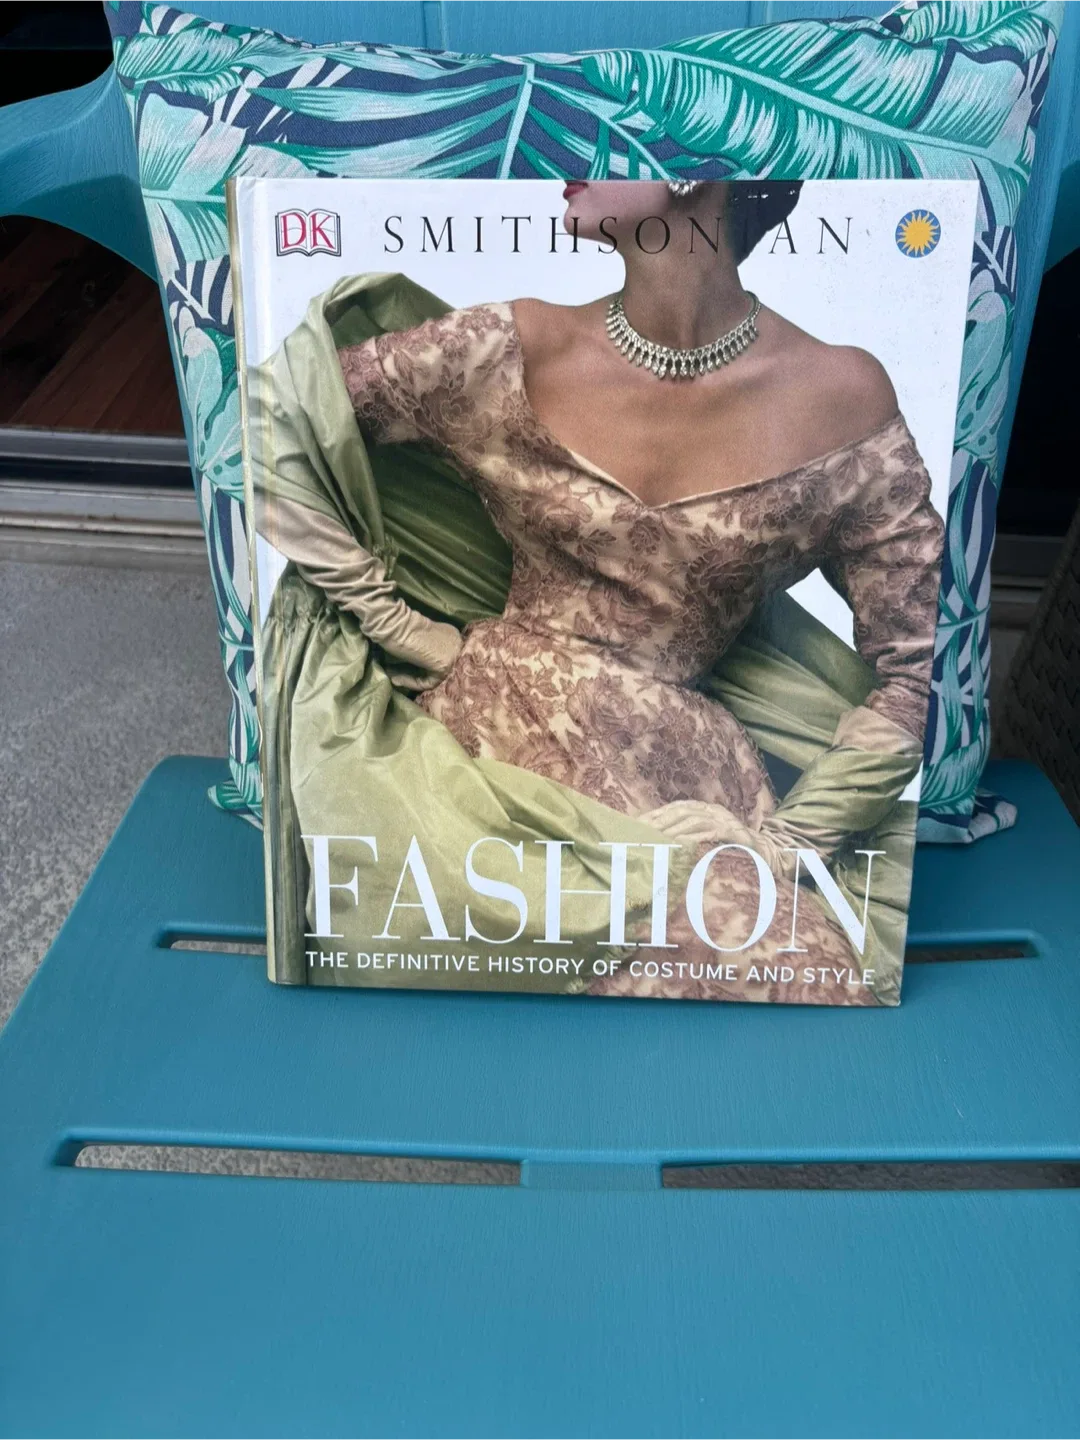 DK
SMITHSONIAN
FASHION
THE DEFINITIVE HISTORY OF COSTUME AND STYLE